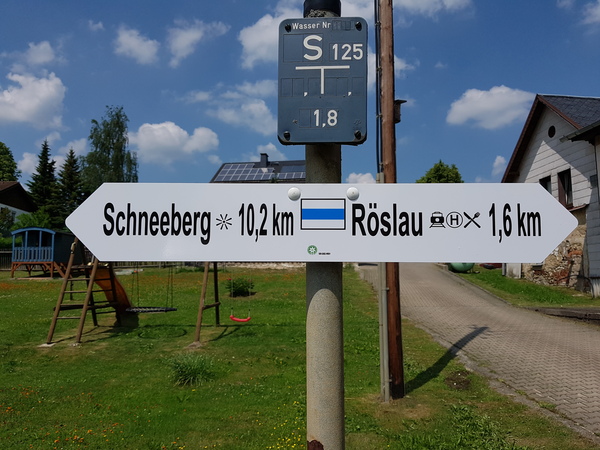 Wasser Nr.
S 125
T
1,8
Schneeberg 10,2 km Röslau H 1,6 km